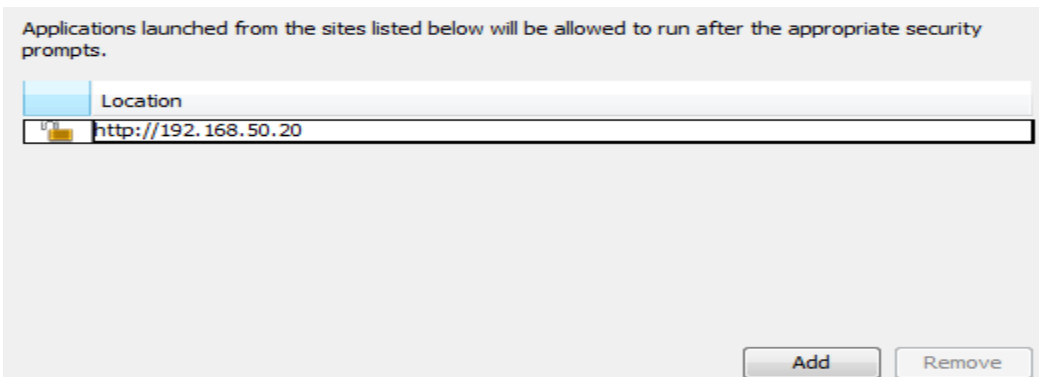 Applications launched from the sites listed below will be allowed to run after the appropriate security
prompts.
Location
http://192.168.50.20
Add
Remove